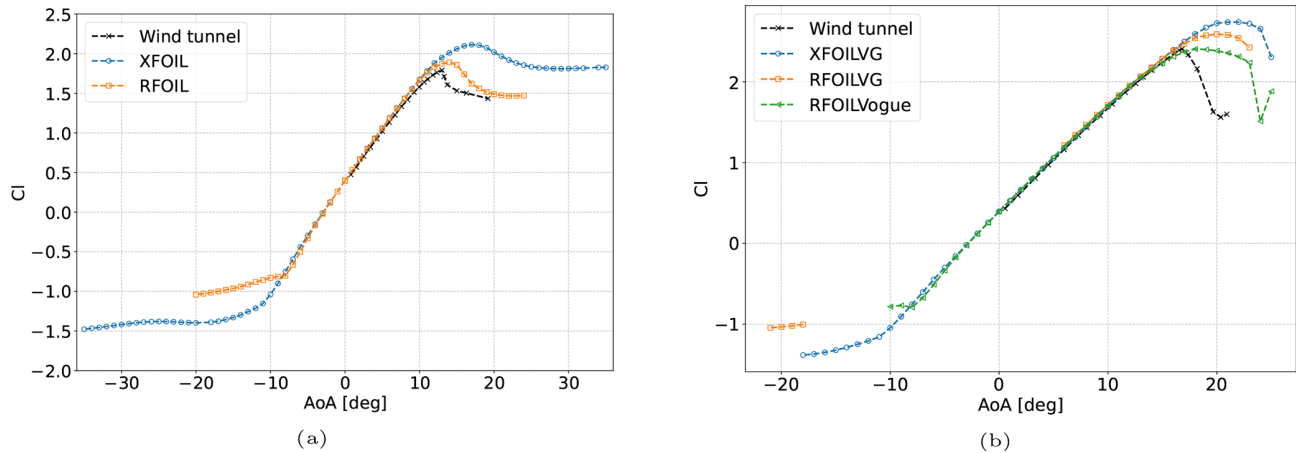 Wind tunnel
XFOIL
RFOIL
2.5
2.0
1.5
1.0
0.5
0.0
−0.5
−1.0
−1.5
−2.0
Cl
−30
−20
−10
0
10
20
30
AoA [deg]
(a)
Wind tunnel
XFOILVG
RFOILVG
RFOILVogue
2
1
0
−1
Cl
−20
−10
0
10
20
AoA [deg]
(b)